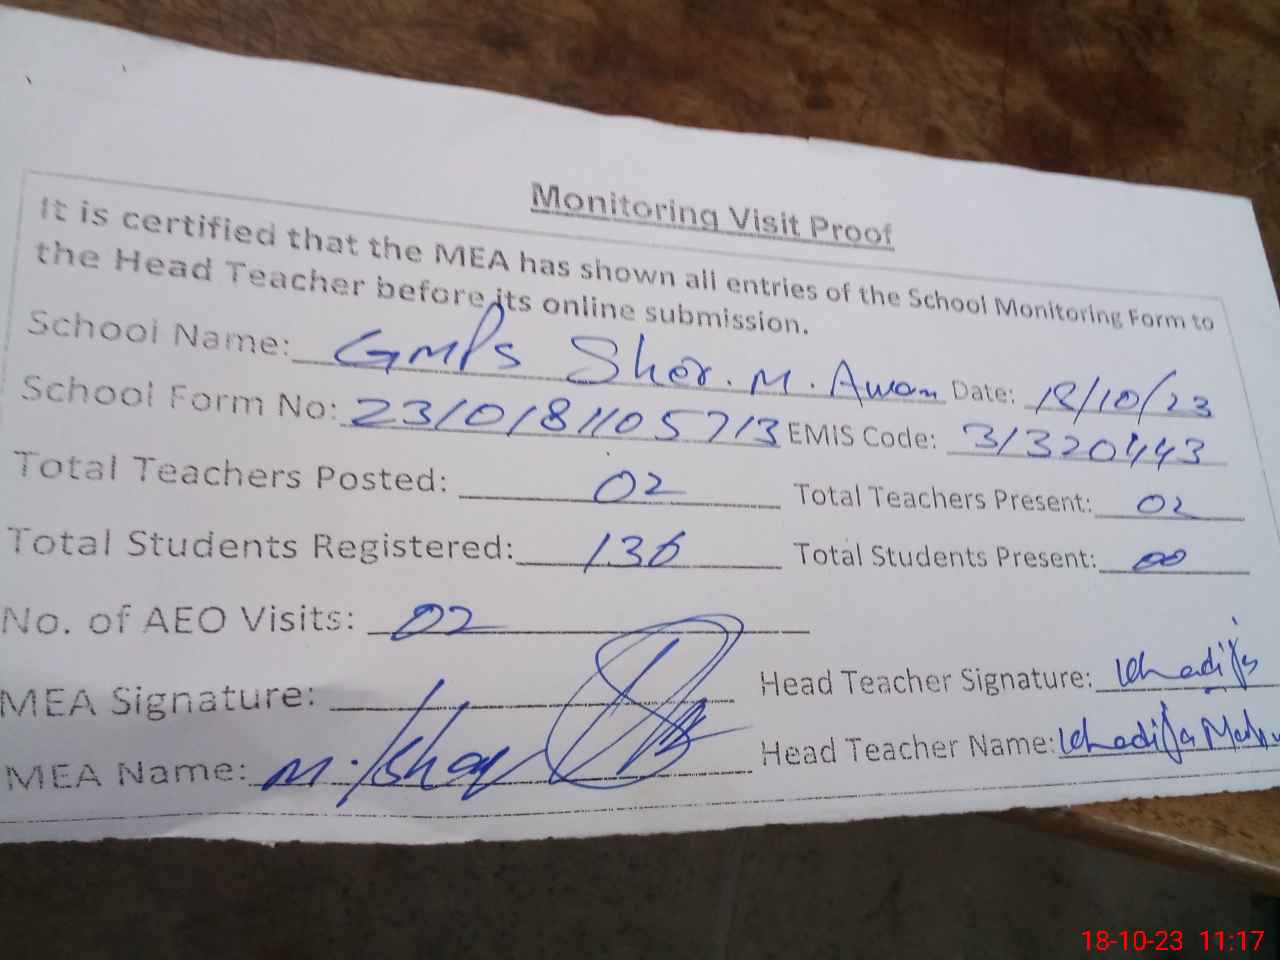 Monitoring Visit Proof
It is certified that the MEA has shown all entries of the School Monitoring Form to
the Head Teacher before its online submission.
School Name: GMPS Sher. M. Awan Date: 18/10/23
School Form No: 2310181105713 EMIS Code: 31320443
Total Teachers Posted: 02 Total Teachers Present: 02
Total Students Registered: 136 Total Students Present: 00
No. of AEO Visits: 02
MEA Signature: Head Teacher Signature: Khadija
MEA Name: M. Ishaq Head Teacher Name: Khadija
18-10-23 11:17